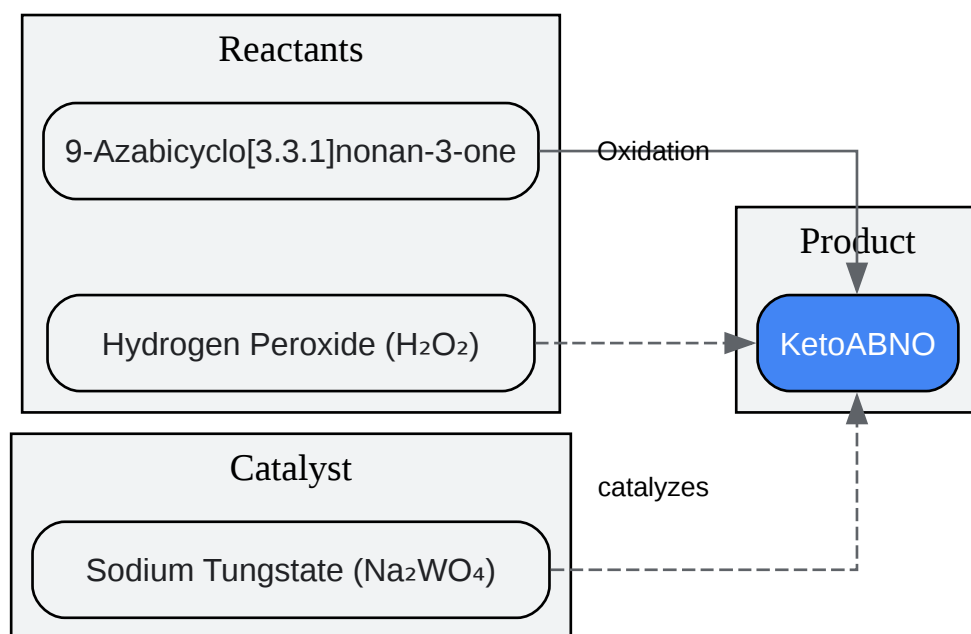 Reactants
9-Azabicyclo[3.3.1]nonan-3-one
Oxidation
Product
Hydrogen Peroxide (H₂O₂)
KetoABNO
Catalyst
catalyzes
Sodium Tungstate (Na₂WO₄)